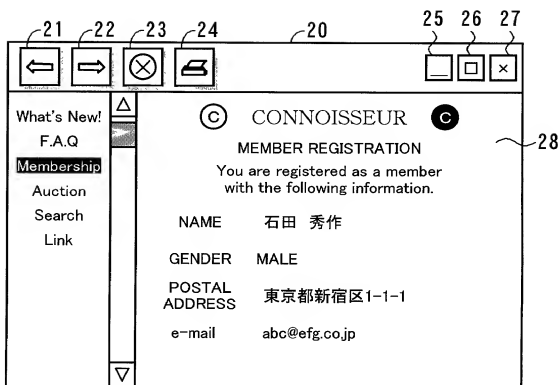 21 22 23 24 20 25 26 27
28
What's New!
F.A.Q
Membership
Auction
Search
Link
C CONNOISSEUR C
MEMBER REGISTRATION
You are registered as a member
with the following information.
NAME 石田 秀作
GENDER MALE
POSTAL
ADDRESS 東京都新宿区1-1-1
e-mail abc@efg.co.jp